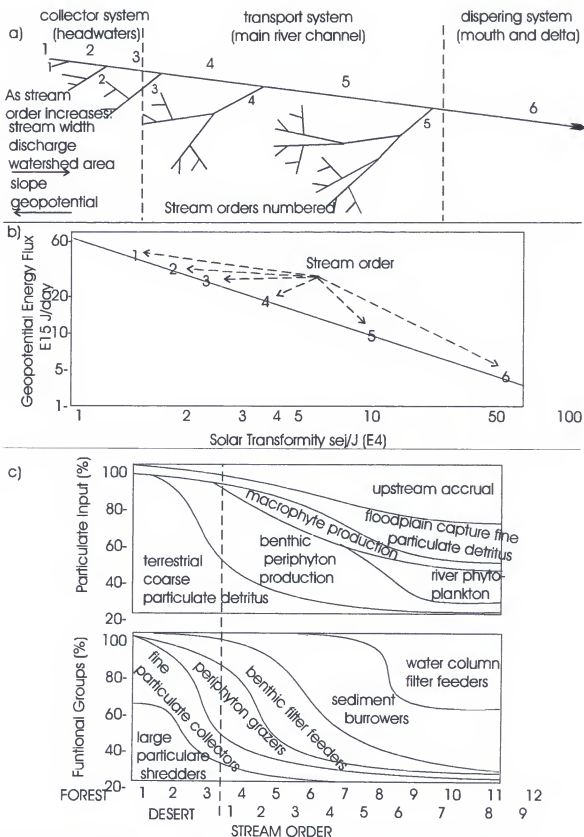 collector system
(headwaters)
transport system
(main river channel)
dispering system
(mouth and delta)
a)
1
2
3
4
5
6
1
2
3
4
5
As stream
order increases:
stream width
discharge
watershed area
slope
geopotential
Stream orders numbered
b)
Geopotential Energy Flux
E15 J/day
60
20
10
5-
1-
Stream order
1
2
3
4
5
6
1 2 3 4 5 10 50 100
Solar Transformity sej/J (E4)
c)
Particulate Input (%)
100
80-
60-
40-
20-
upstream accrual
floodplain capture fine
particulate detritus
macrophyte production
benthic
periphyton
production
river phyto-
plankton
terrestrial
coarse
particulate detritus
Funtional Groups (%)
100
80-
60-
40-
20-
water column
filter feeders
sediment
burrowers
benthic filter feeders
periphyton grazers
fine
particulate collectors
large
particulate
shredders
FOREST 1 2 3 4 6 7 8 9 10 11 12
DESERT 1 2 3 4 5 6 7 8 9
STREAM ORDER